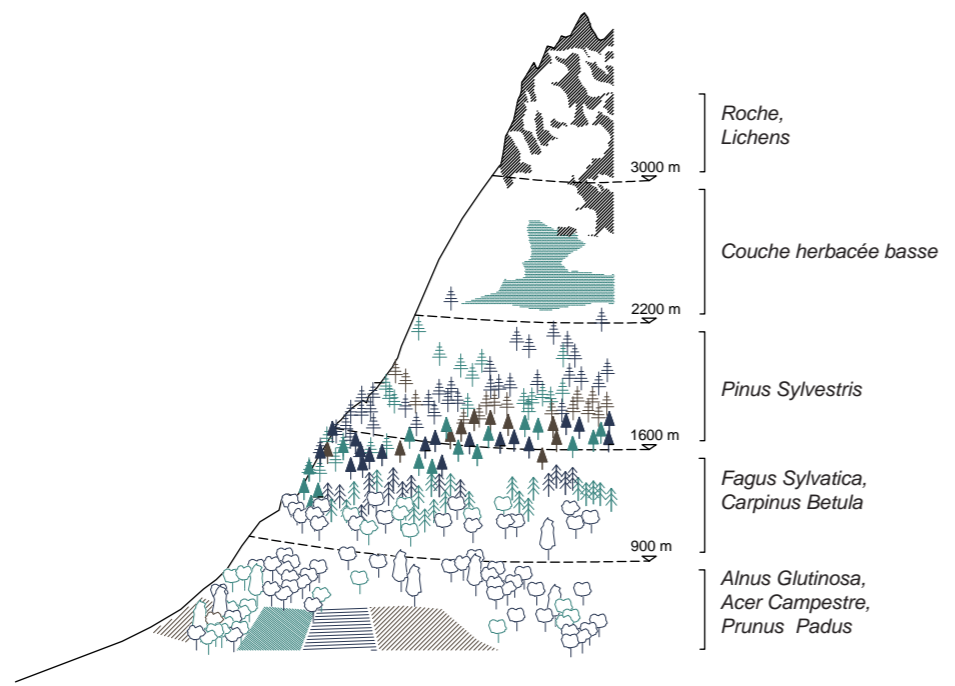 Roche,
Lichens
3000 m
Couche herbacée basse
2200 m
Pinus Sylvestris
1600 m
Fagus Sylvatica,
Carpinus Betula
900 m
Alnus Glutinosa,
Acer Campestre,
Prunus Padus